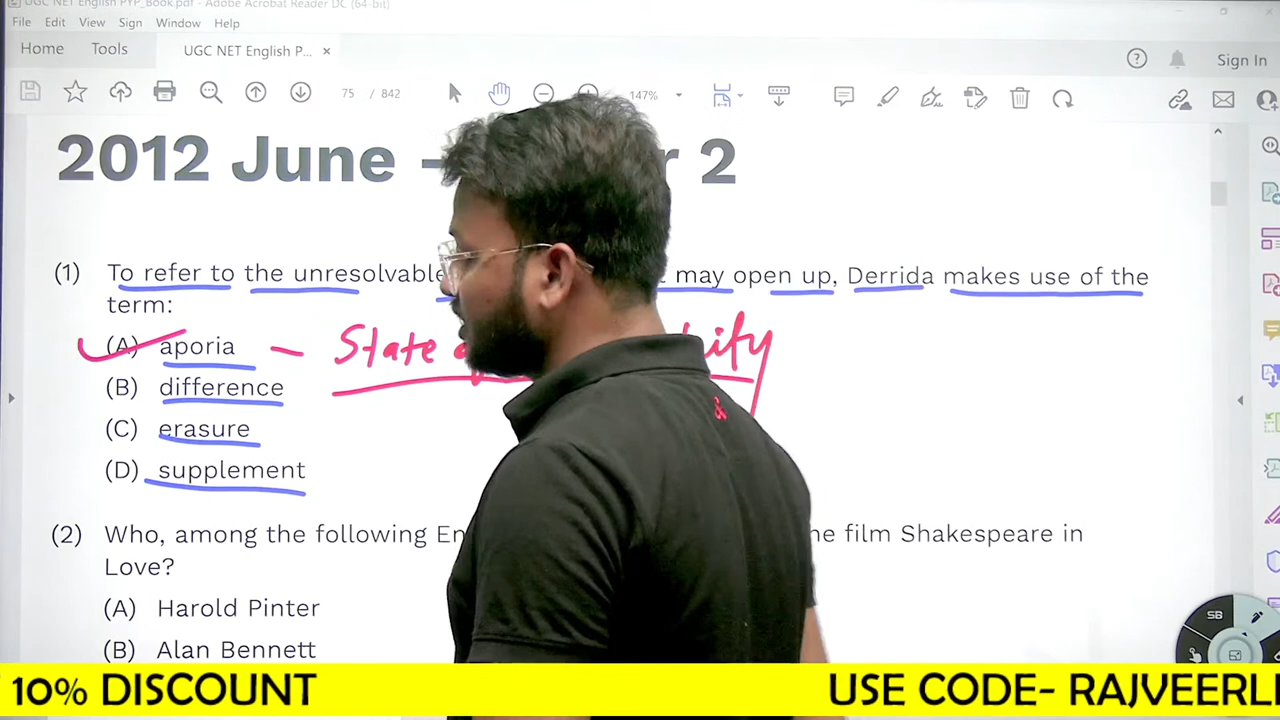 UGC NET English PYP_Book.pdf - Adobe Acrobat Reader DC (64-bit)
File Edit View Sign Window Help
Home Tools UGC NET English P... × Sign In
75 / 842 147%
2012 June - r 2
(1) To refer to the unresolvable may open up, Derrida makes use of the
term:
(A) aporia - State
(B) difference
(C) erasure
(D) supplement
(2) Who, among the following En he film Shakespeare in
Love?
(A) Harold Pinter
(B) Alan Bennett
SB
10% DISCOUNT USE CODE- RAJVEERLI